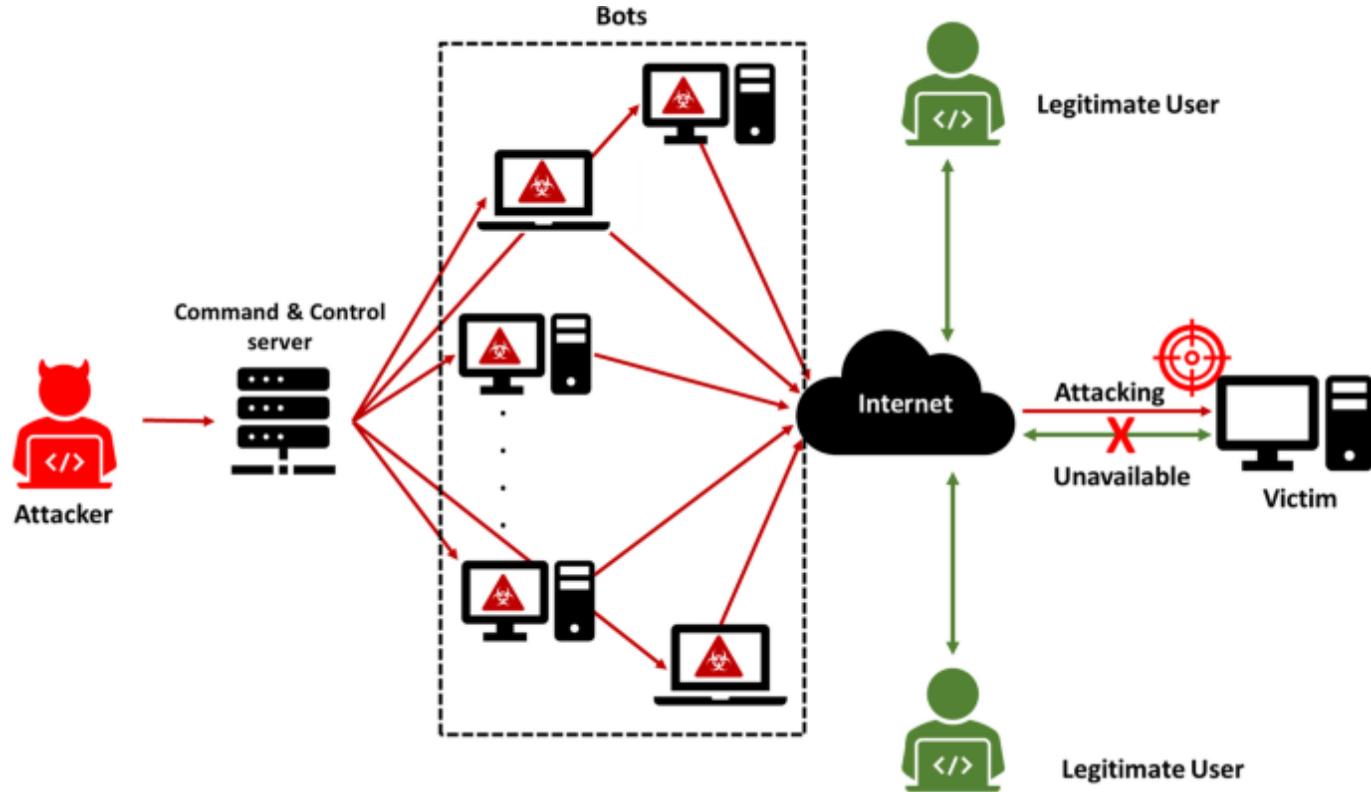 Bots
Legitimate User
Command & Control
server
Internet
Attacking
Unavailable
Attacker
Victim
Legitimate User